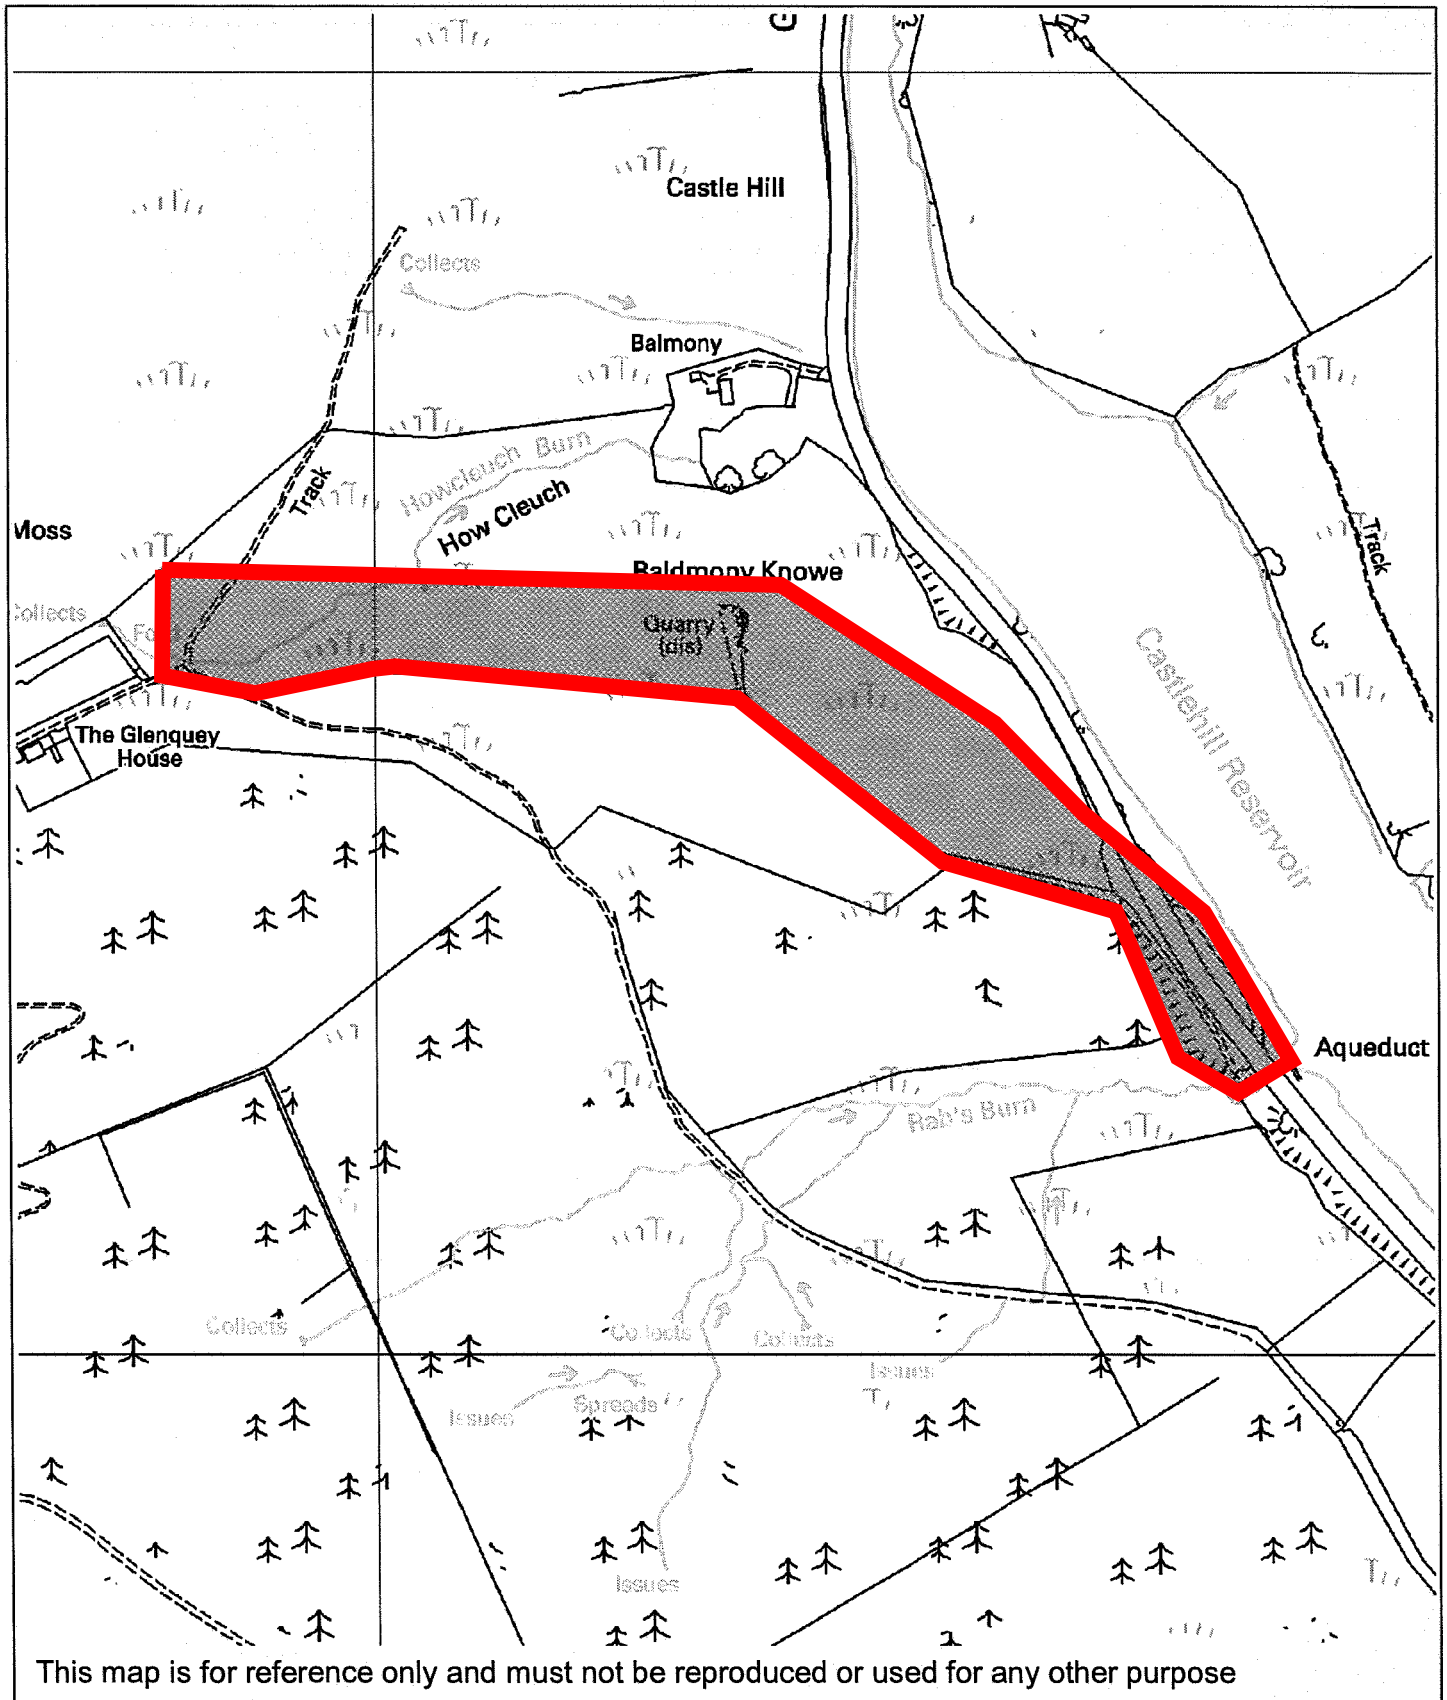 Castle Hill
Collects
Balmony
Howcleuch Burn
How Cleuch
Track
Moss
Baldmony Knowe
Track
Collects
Quarry
(dis)
Castlehill Reservoir
The Glenquey
House
Aqueduct
Rab's Burn
Collects
Collects
Collects
Issues
Spreads
Issues
Issues
This map is for reference only and must not be reproduced or used for any other purpose